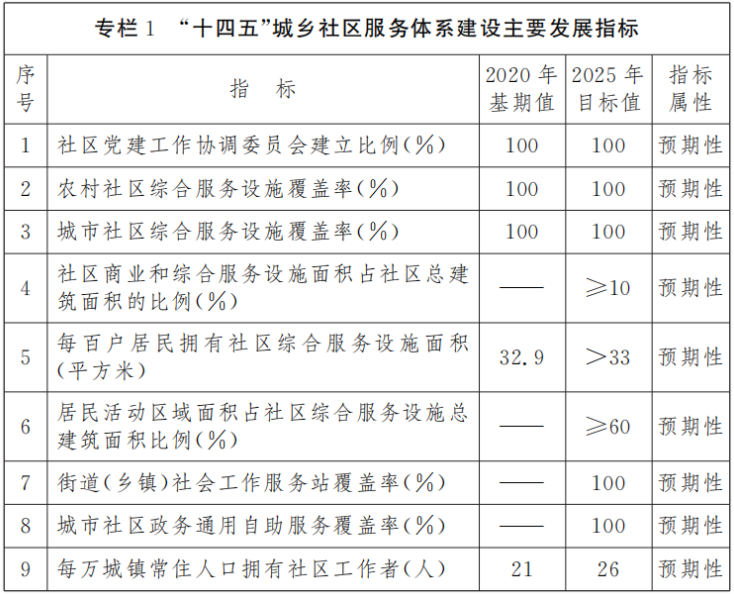 专栏1 “十四五”城乡社区服务体系建设主要发展指标
序号 指 标 2020年基期值 2025年目标值 指标属性
1 社区党建工作协调委员会建立比例(%) 100 100 预期性
2 农村社区综合服务设施覆盖率(%) 100 100 预期性
3 城市社区综合服务设施覆盖率(%) 100 100 预期性
4 社区商业和综合服务设施面积占社区总建
筑面积的比例(%) —— ≥10 预期性
5 每百户居民拥有社区综合服务设施面积
(平方米) 32.9 >33 预期性
6 居民活动区域面积占社区综合服务设施总
建筑面积比例(%) —— ≥60 预期性
7 街道(乡镇)社会工作服务站覆盖率(%) —— 100 预期性
8 城市社区政务通用自助服务覆盖率(%) —— 100 预期性
9 每万城镇常住人口拥有社区工作者(人) 21 26 预期性